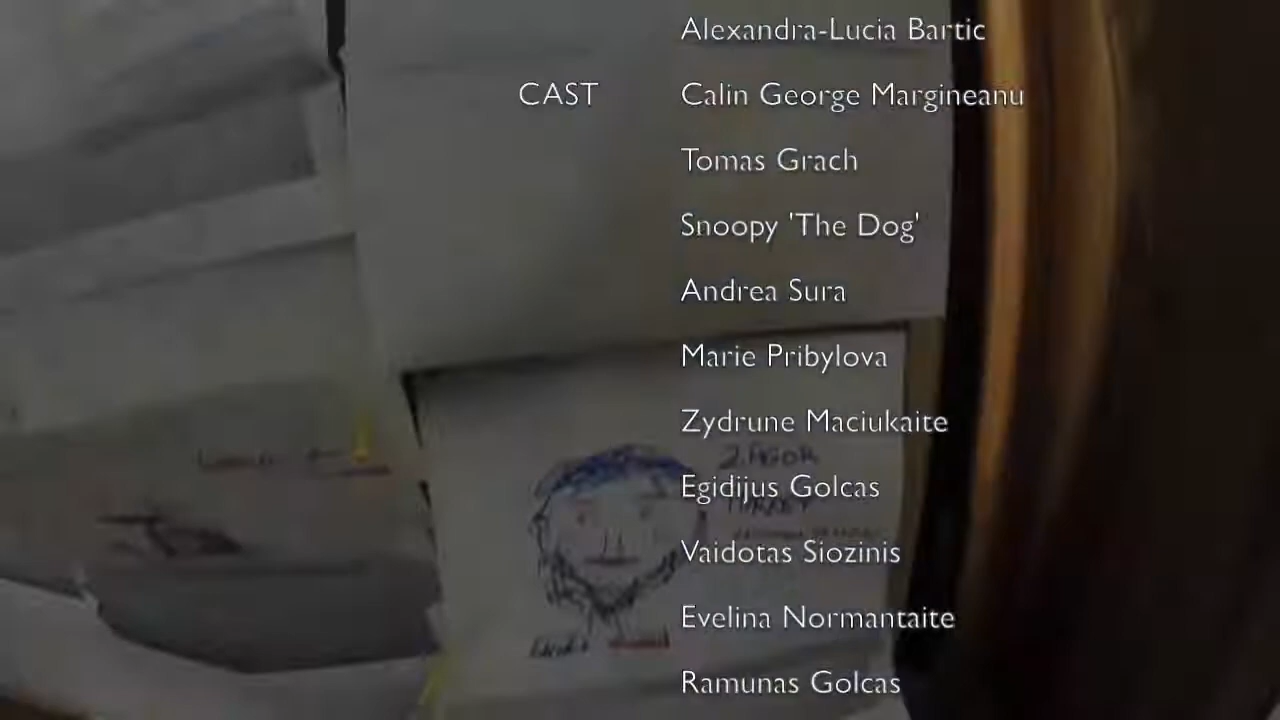 Alexandra-Lucia Bartic
CAST Calin George Margineanu
Tomas Grach
Snoopy 'The Dog'
Andrea Sura
Marie Pribylova
Zydrune Maciukaite
Egidijus Golcas
Vaidotas Siozinis
Evelina Normantaite
Ramunas Golcas